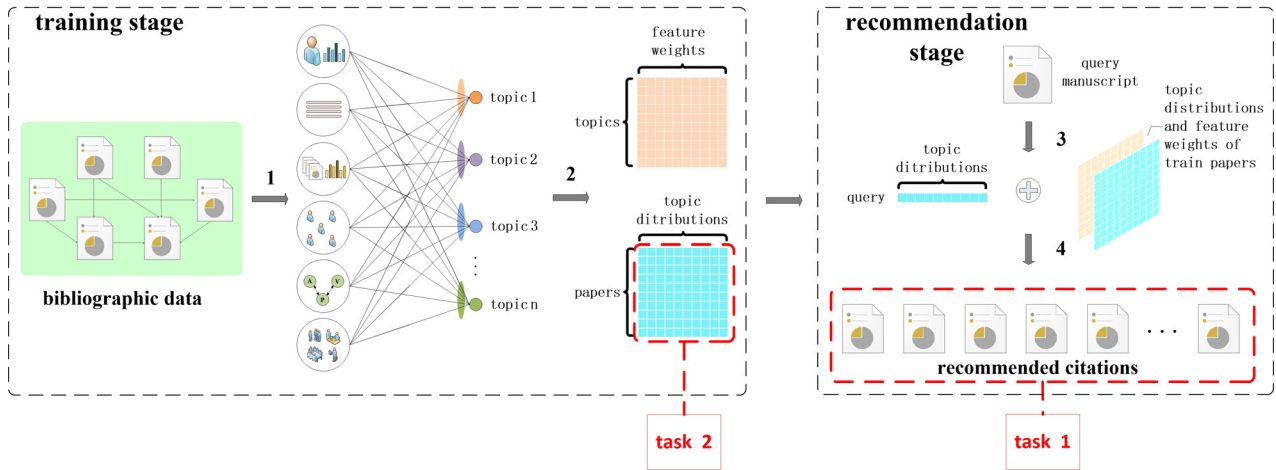 training stage
bibliographic data
1
A
V
P
topic 1
topic 2
topic 3
topic n
2
feature
weights
topics
topic
ditributions
papers
task 2
recommendation
stage
query
manuscript
3
topic
distributions
and feature
weights of
train papers
topic
ditributions
query
4
...
recommended citations
task 1